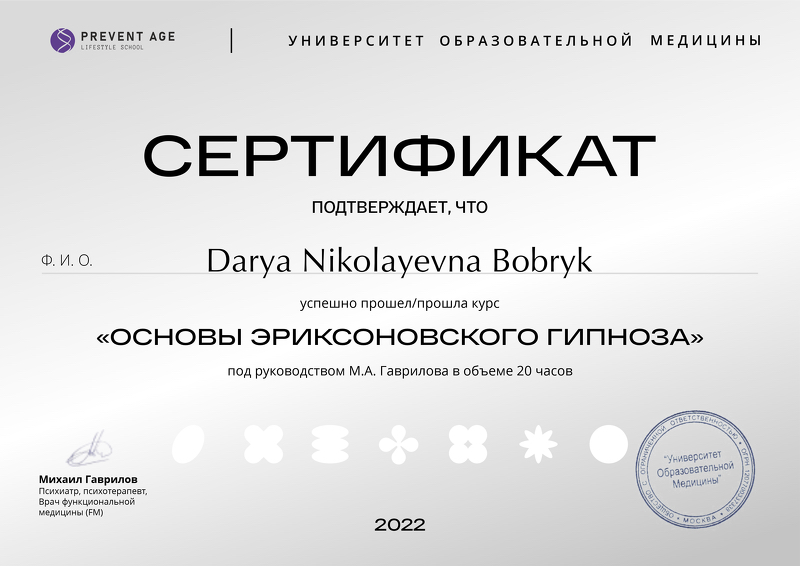 PREVENT AGE
LIFESTYLE SCHOOL
УНИВЕРСИТЕТ ОБРАЗОВАТЕЛЬНОЙ МЕДИЦИНЫ
СЕРТИФИКАТ
ПОДТВЕРЖДАЕТ, ЧТО
Ф. И. О.
Darya Nikolayevna Bobryk
успешно прошел/прошла курс
«ОСНОВЫ ЭРИКСОНОВСКОГО ГИПНОЗА»
под руководством М.А. Гаврилова в объеме 20 часов
Михаил Гаврилов
Психиатр, психотерапевт,
Врач функциональной
медицины (FM)
ОБЩЕСТВО С ОГРАНИЧЕННОЙ ОТВЕТСТВЕННОСТЬЮ • ОГРН
"Университет
Образовательной
Медицины"
• МОСКВА •
2022